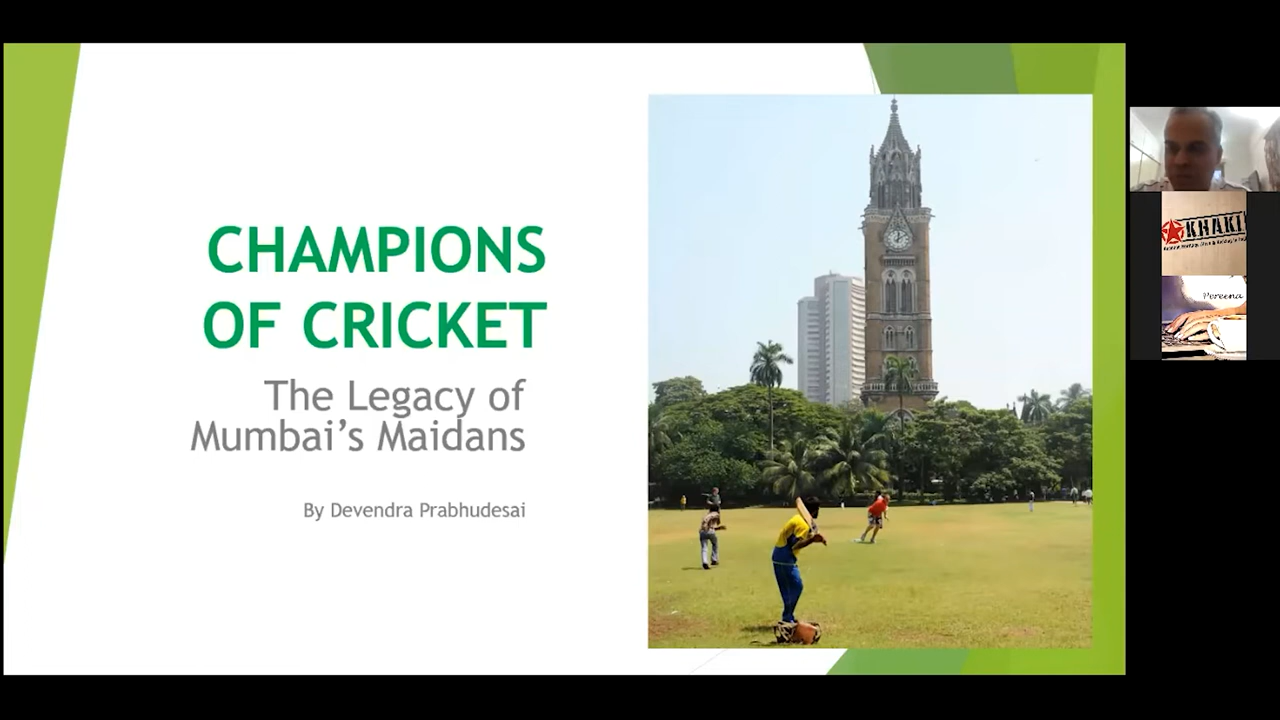 CHAMPIONS
OF CRICKET
The Legacy of
Mumbai's Maidans
By Devendra Prabhudesai
KHAKI
Pereena